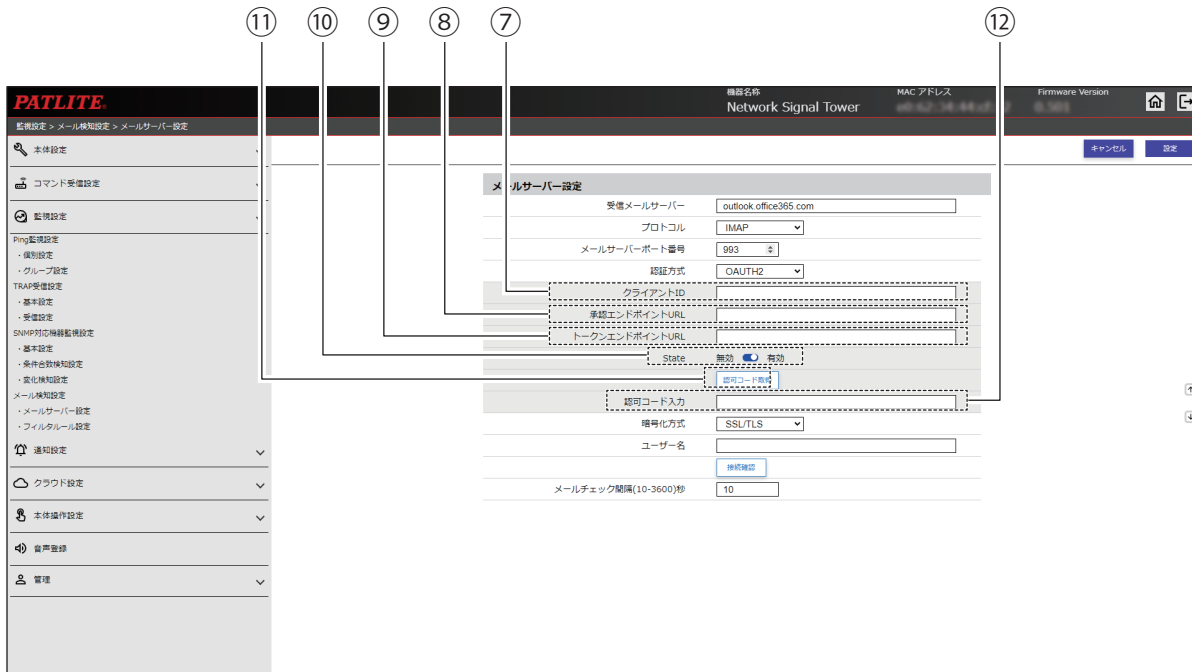 ⑪ ⑩ ⑨ ⑧ ⑦ ⑫
PATLITE
機器名称
Network Signal Tower
MAC アドレス
Firmware Version
0.501
監視設定 > メール検知設定 > メールサーバー設定
キャンセル
設定
本体設定
コマンド受信設定
監視設定
Ping監視設定
・個別設定
・グループ設定
TRAP受信設定
・基本設定
・受信設定
SNMP対応機器監視設定
・基本設定
・条件合致検知設定
・変化検知設定
メール検知設定
・メールサーバー設定
・フィルタルール設定
通知設定
クラウド設定
本体操作設定
音声登録
管理
メールサーバー設定
受信メールサーバー outlook.office365.com
プロトコル IMAP
メールサーバーポート番号 993
認証方式 OAUTH2
クライアントID
承認エンドポイントURL
トークンエンドポイントURL
State 無効 有効
認可コード取得
認可コード入力
暗号化方式 SSL/TLS
ユーザー名
接続確認
メールチェック間隔(10-3600)秒 10